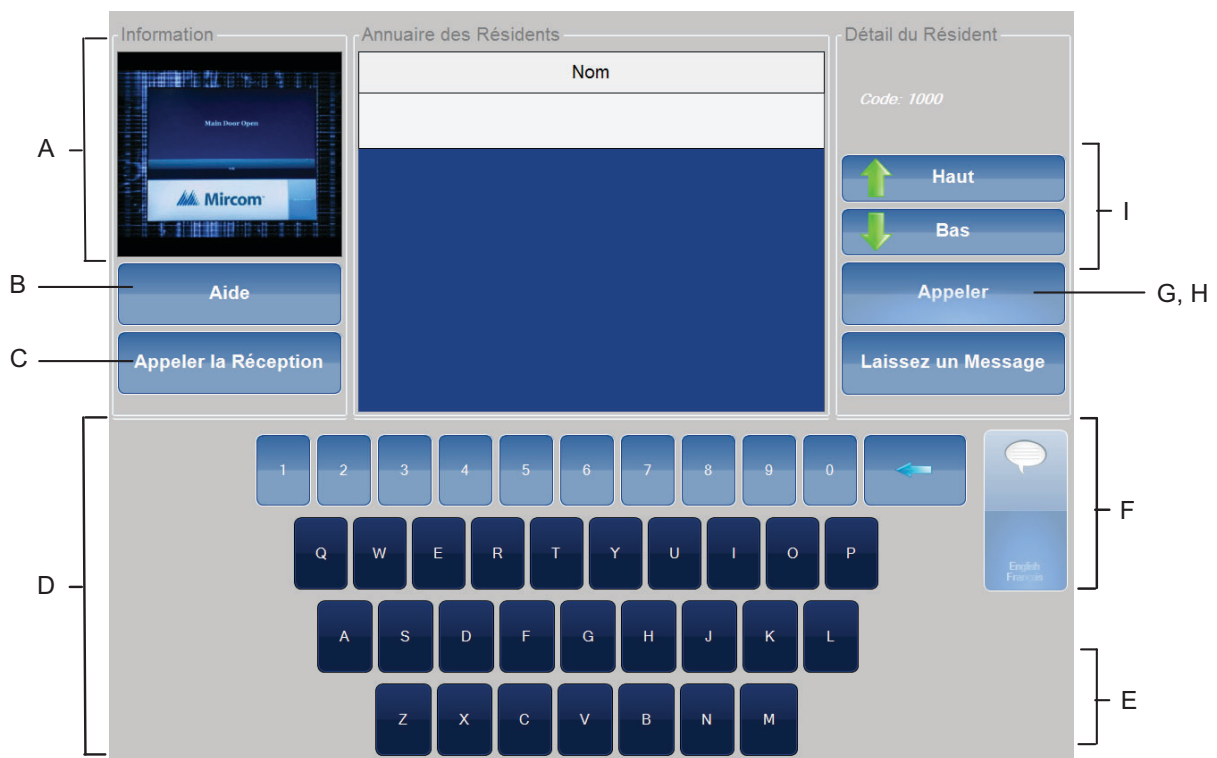 Information
Annuaire des Résidents
Détail du Résident
A
Main Door Open
Mircom
Nom
Code: 1000
Haut
Bas
I
B
Aide
Appeler
G, H
C
Appeler la Réception
Laissez un Message
D
1 2 3 4 5 6 7 8 9 0
Q W E R T Y U I O P
English
Français
F
A S D F G H J K L
Z X C V B N M
E